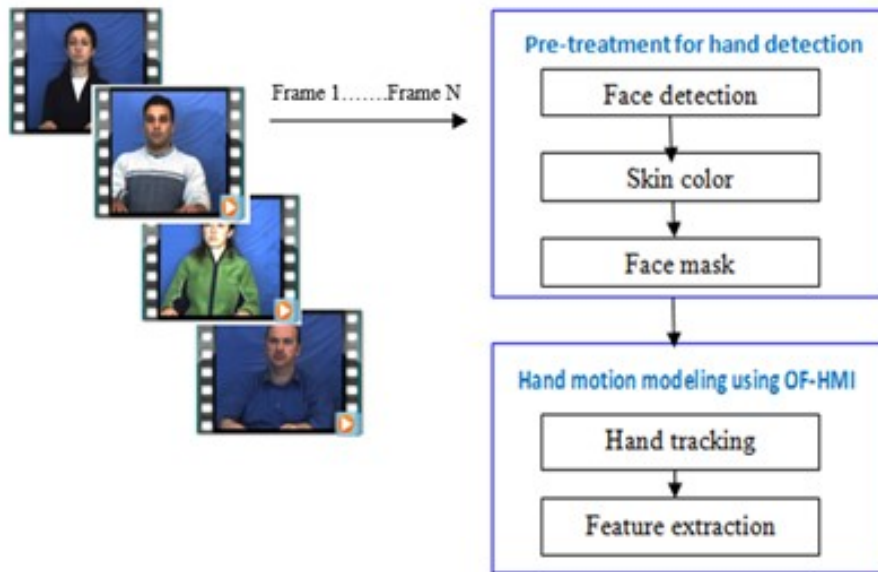 Frame 1.......Frame N
Pre-treatment for hand detection
Face detection
Skin color
Face mask
Hand motion modeling using OF-HMI
Hand tracking
Feature extraction